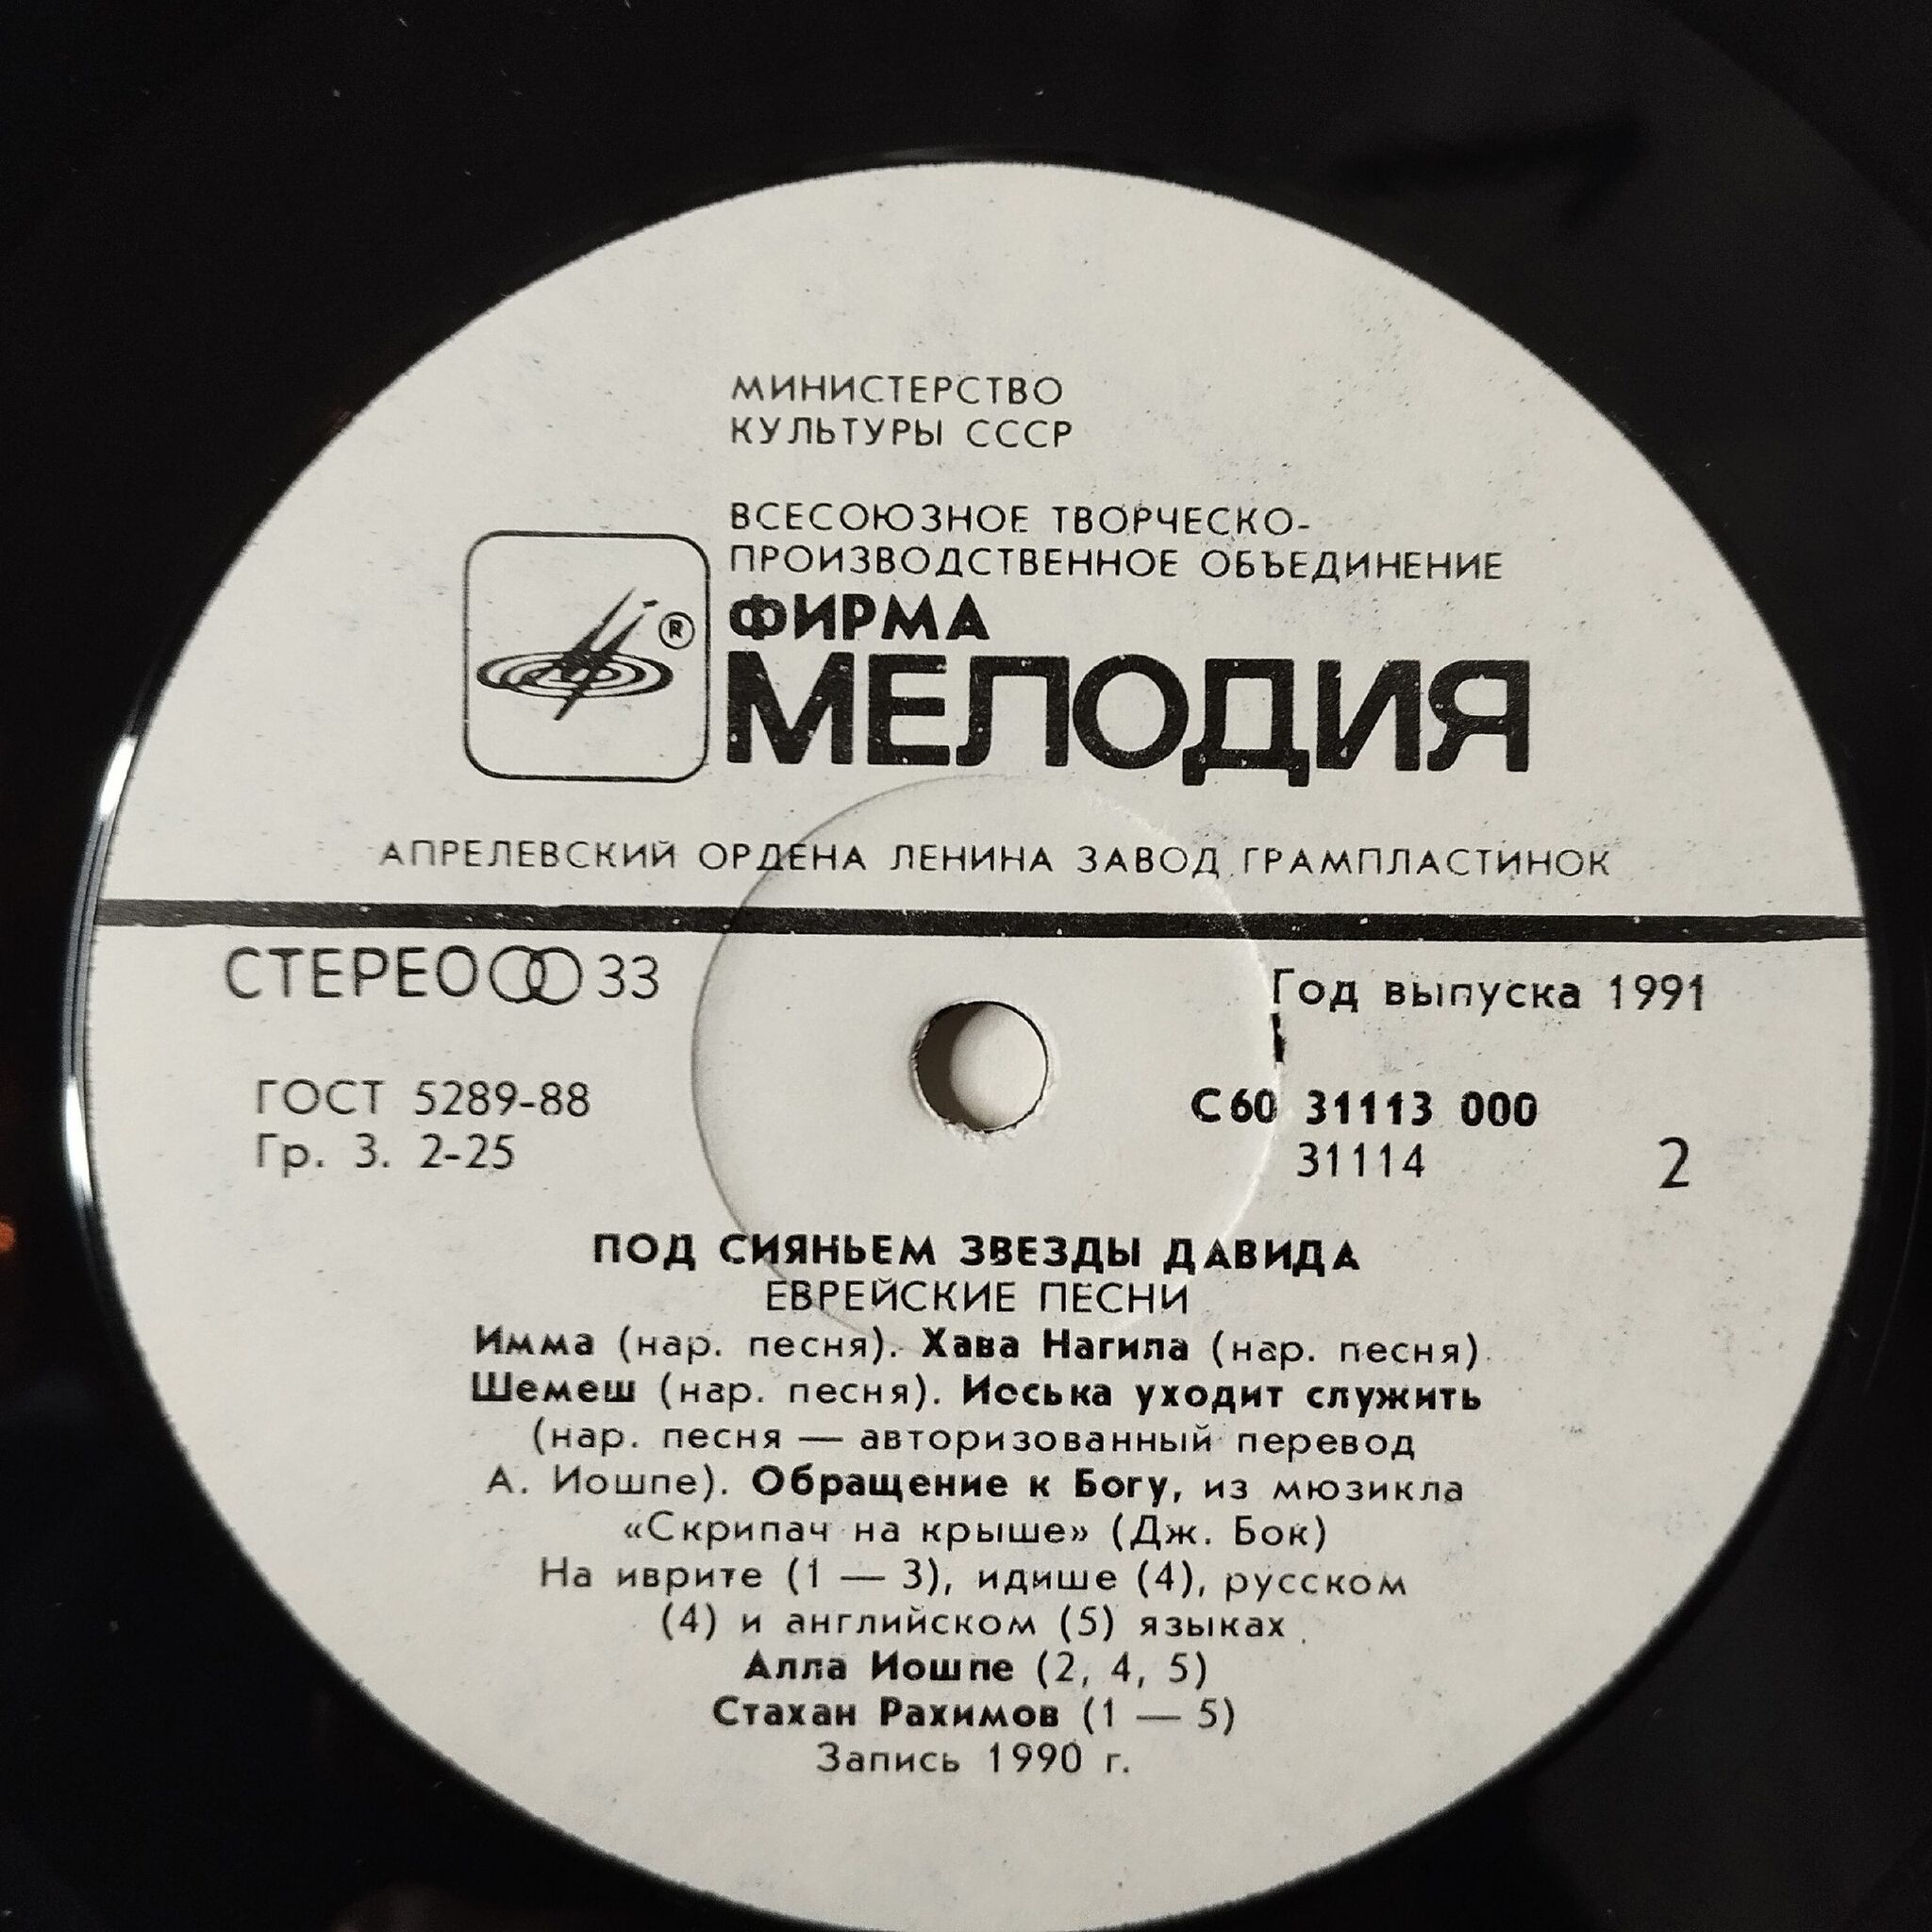 МИНИСТЕРСТВО
КУЛЬТУРЫ СССР
ВСЕСОЮЗНОЕ ТВОРЧЕСКО-
ПРОИЗВОДСТВЕННОЕ ОБЪЕДИНЕНИЕ
ФИРМА
®
МЕЛОДИЯ
АПРЕЛЕВСКИЙ ОРДЕНА ЛЕНИНА ЗАВОД ГРАМПЛАСТИНОК
СТЕРЕО 33
Год выпуска 1991
ГОСТ 5289-88
Гр. 3. 2-25
С60 31113 000
31114
2
ПОД СИЯНЬЕМ ЗВЕЗДЫ ДАВИДА
ЕВРЕЙСКИЕ ПЕСНИ
Имма (нар. песня). Хава Нагила (нар. песня)
Шемеш (нар. песня). Иоська уходит служить
(нар. песня — авторизованный перевод
А. Иошпе). Обращение к Богу, из мюзикла
«Скрипач на крыше» (Дж. Бок)
На иврите (1 — 3), идише (4), русском
(4) и английском (5) языках
Алла Иошпе (2, 4, 5)
Стахан Рахимов (1 — 5)
Запись 1990 г.